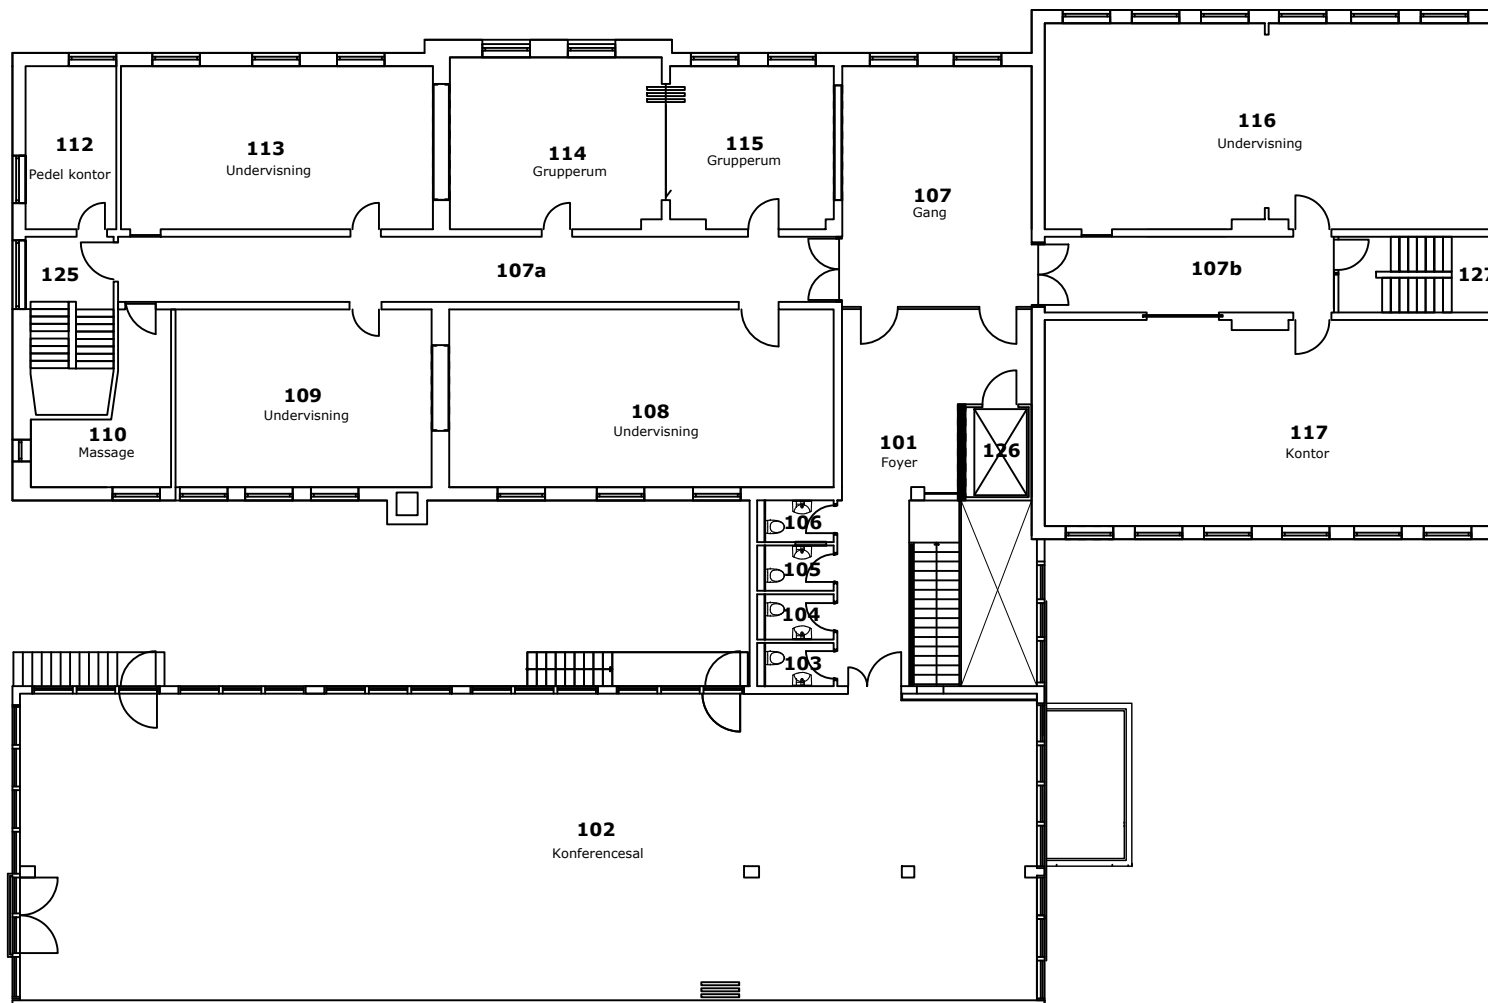 116
Undervisning
112
Pedel kontor
113
Undervisning
114
Grupperum
115
Grupperum
107
Gang
125
107a
107b
127
109
Undervisning
108
Undervisning
110
Massage
101
Foyer
126
117
Kontor
106
105
104
103
102
Konferencesal